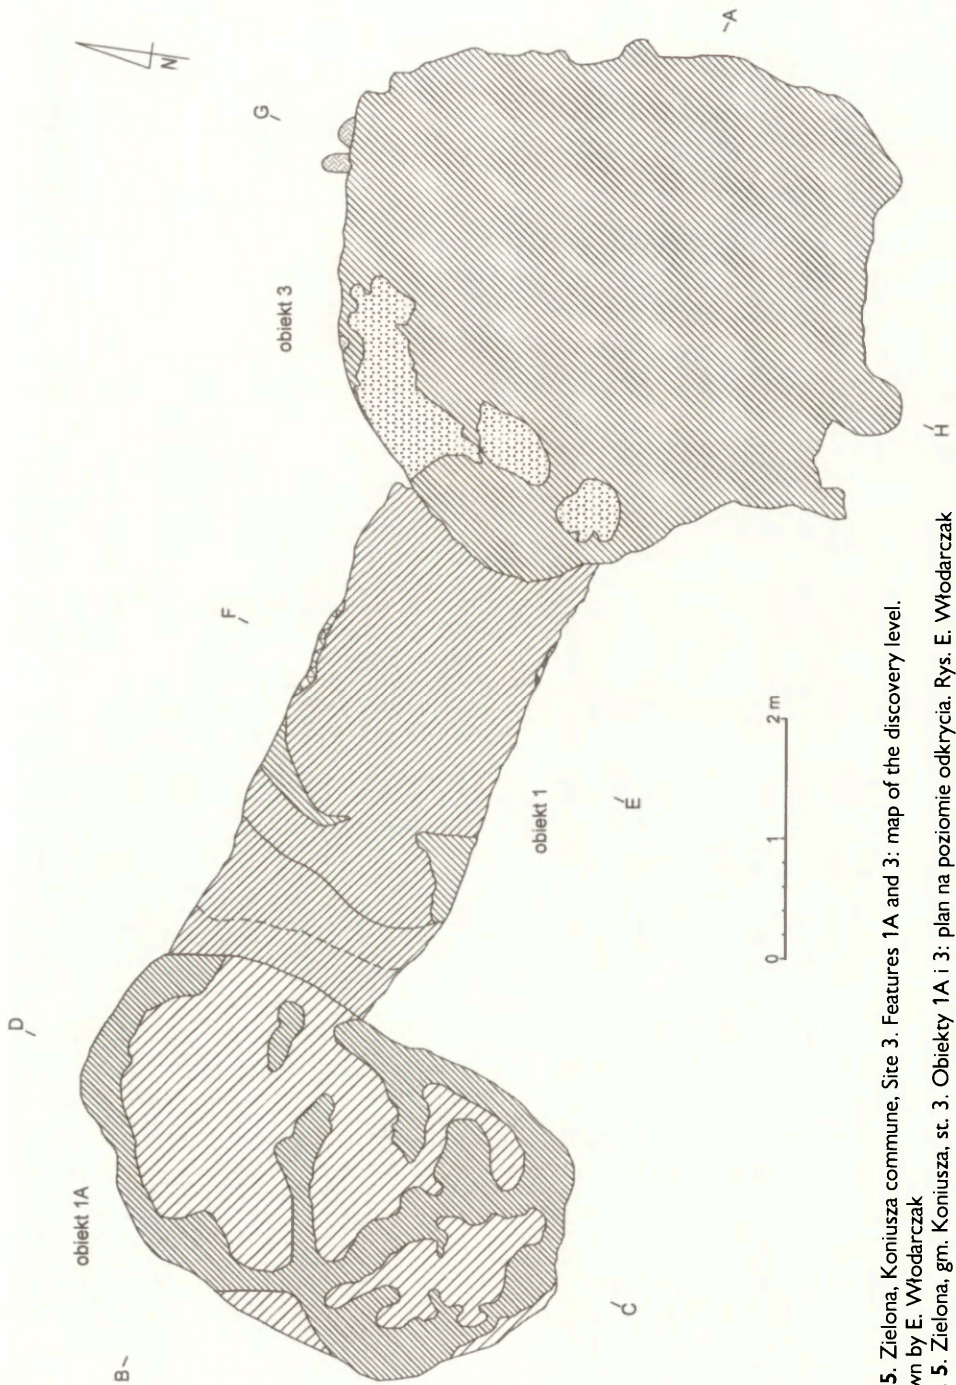 A
N
G
obiekt 3
H
F
2 m
1
0
E
obiekt 1
D
obiekt 1A
C
B
5. Zielona, Koniusza commune, Site 3. Features 1A and 3: map of the discovery level.
wn by E. Włodarczak
5. Zielona, gm. Koniusza, st. 3. Obiekty 1A i 3: plan na poziomie odkrycia. Rys. E. Włodarczak